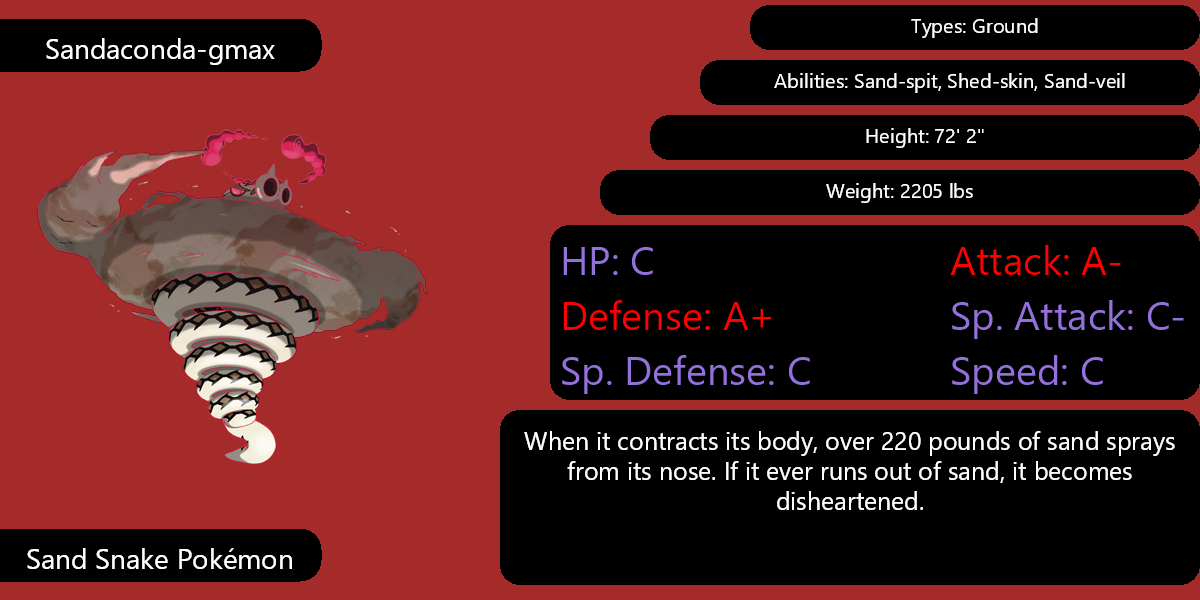 Sandaconda-gmax
Types: Ground
Abilities: Sand-spit, Shed-skin, Sand-veil
Height: 72' 2"
Weight: 2205 lbs
HP: C
Attack: A-
Defense: A+
Sp. Attack: C-
Sp. Defense: C
Speed: C
When it contracts its body, over 220 pounds of sand sprays
from its nose. If it ever runs out of sand, it becomes
disheartened.
Sand Snake Pokémon